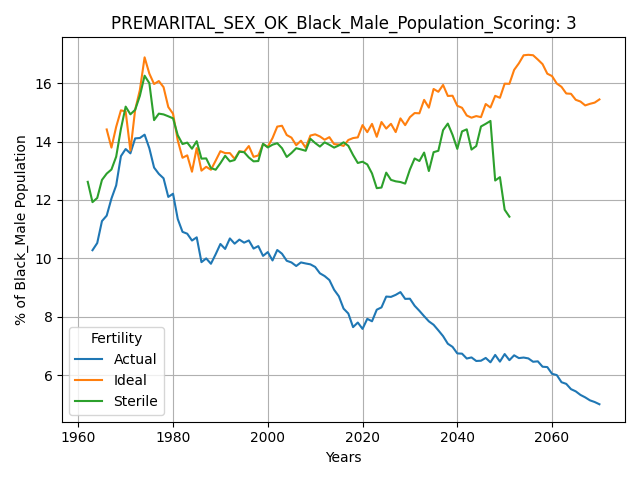 PREMARITAL_SEX_OK_Black_Male_Population_Scoring: 3
% of Black_Male Population
16
14
12
10
8
6
Fertility
Actual
Ideal
Sterile
1960
1980
2000
2020
2040
2060
Years